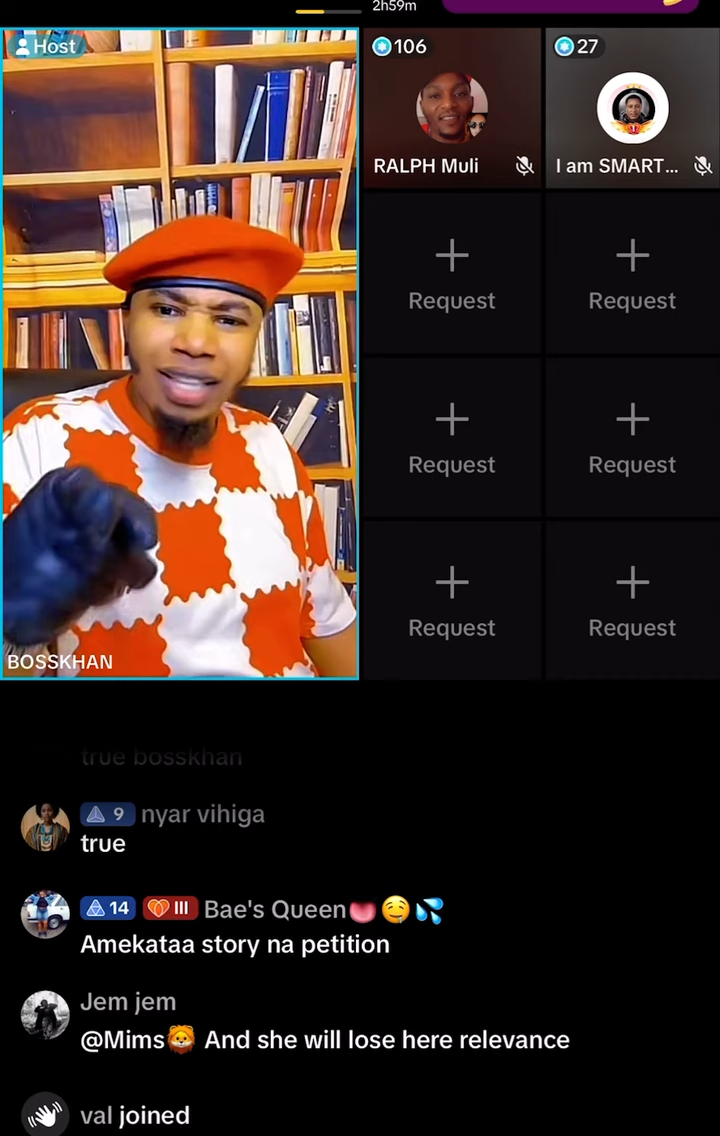 2h59m
Host
106
27
RALPH Muli
I am SMART...
Request
Request
Request
Request
Request
Request
BOSSKHAN
true bosskhan
9 nyar vihiga
true
14 III Bae's Queen👅🤤💦
Amekataa story na petition
Jem jem
@Mims🦁 And she will lose here relevance
val joined